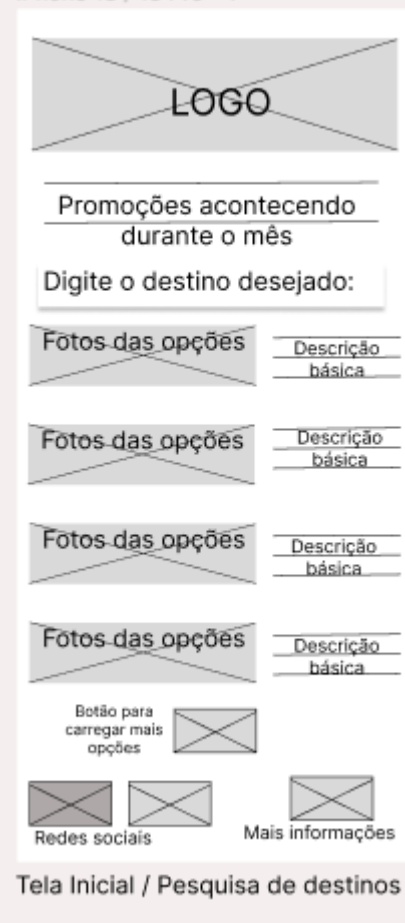 LOGO
Promoções acontecendo
durante o mês
Digite o destino desejado:
Fotos das opções
Descrição
básica
Fotos das opções
Descrição
básica
Fotos das opções
Descrição
básica
Fotos das opções
Descrição
básica
Botão para
carregar mais
opções
Redes sociais
Mais informações
Tela Inicial / Pesquisa de destinos